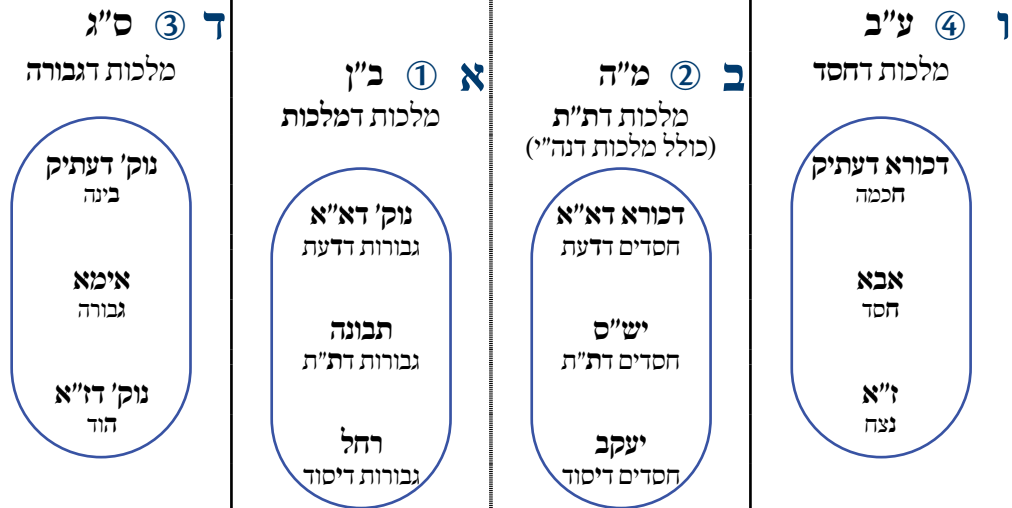 ו ④ ע"ב
מלכות דחסד
דכורא דעתיק
חכמה
אבא
חסד
ז"א
נצח
ב ② מ"ה
מלכות דת"ת
(כולל מלכות דנה"י)
דכורא דא"א
חסדים דדעת
יש"ס
חסדים דת"ת
יעקב
חסדים דיסוד
א ① ב"ן
מלכות דמלכות
נוק' דא"א
גבורות דדעת
תבונה
גבורות דת"ת
רחל
גבורות דיסוד
ד ③ ס"ג
מלכות דגבורה
נוק' דעתיק
בינה
אימא
גבורה
נוק' דז"א
הוד